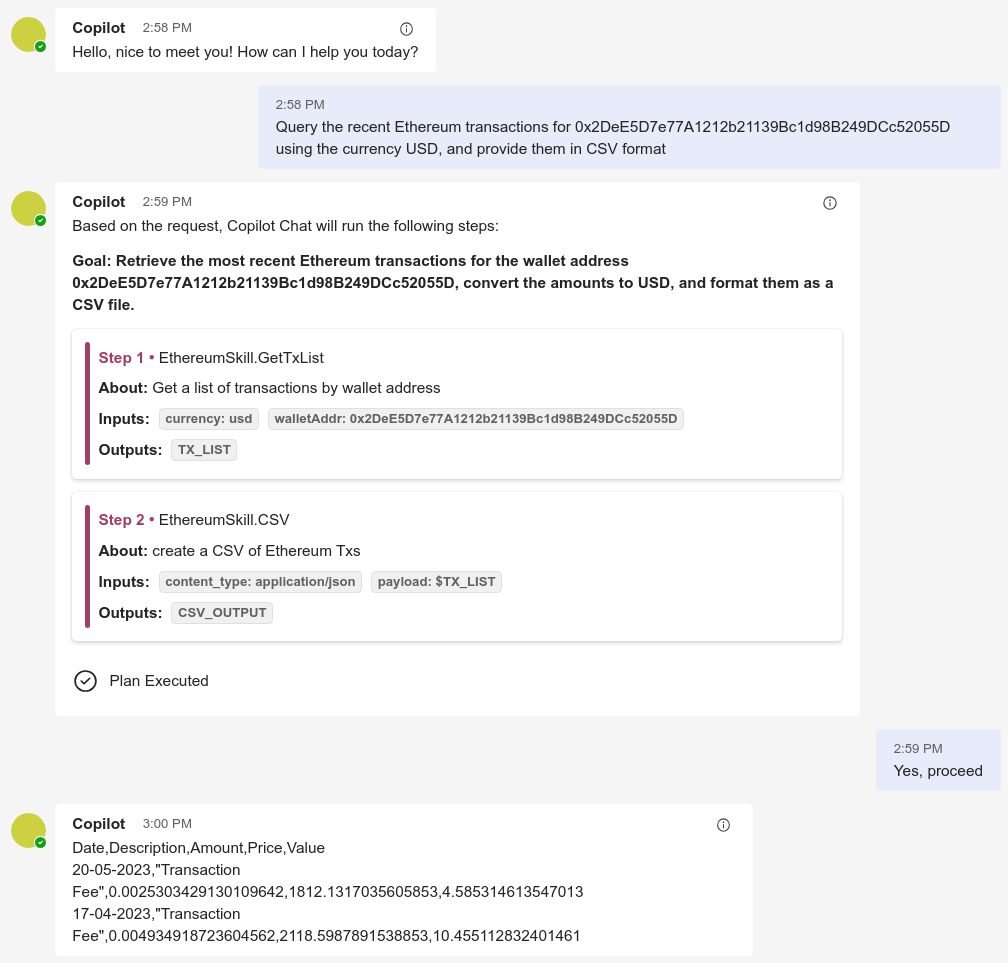 Copilot 2:58 PM
Hello, nice to meet you! How can I help you today?
2:58 PM
Query the recent Ethereum transactions for 0x2DeE5D7e77A1212b21139Bc1d98B249DCc52055D
using the currency USD, and provide them in CSV format
Copilot 2:59 PM
Based on the request, Copilot Chat will run the following steps:
Goal: Retrieve the most recent Ethereum transactions for the wallet address
0x2DeE5D7e77A1212b21139Bc1d98B249DCc52055D, convert the amounts to USD, and format them as a
CSV file.
Step 1 • EthereumSkill.GetTxList
About: Get a list of transactions by wallet address
Inputs: currency: usd walletAddr: 0x2DeE5D7e77A1212b21139Bc1d98B249DCc52055D
Outputs: TX_LIST
Step 2 • EthereumSkill.CSV
About: create a CSV of Ethereum Txs
Inputs: content_type: application/json payload: $TX_LIST
Outputs: CSV_OUTPUT
Plan Executed
2:59 PM
Yes, proceed
Copilot 3:00 PM
Date,Description,Amount,Price,Value
20-05-2023,"Transaction
Fee",0.0025303429130109642,1812.1317035605853,4.585314613547013
17-04-2023,"Transaction
Fee",0.004934918723604562,2118.5987891538853,10.455112832401461